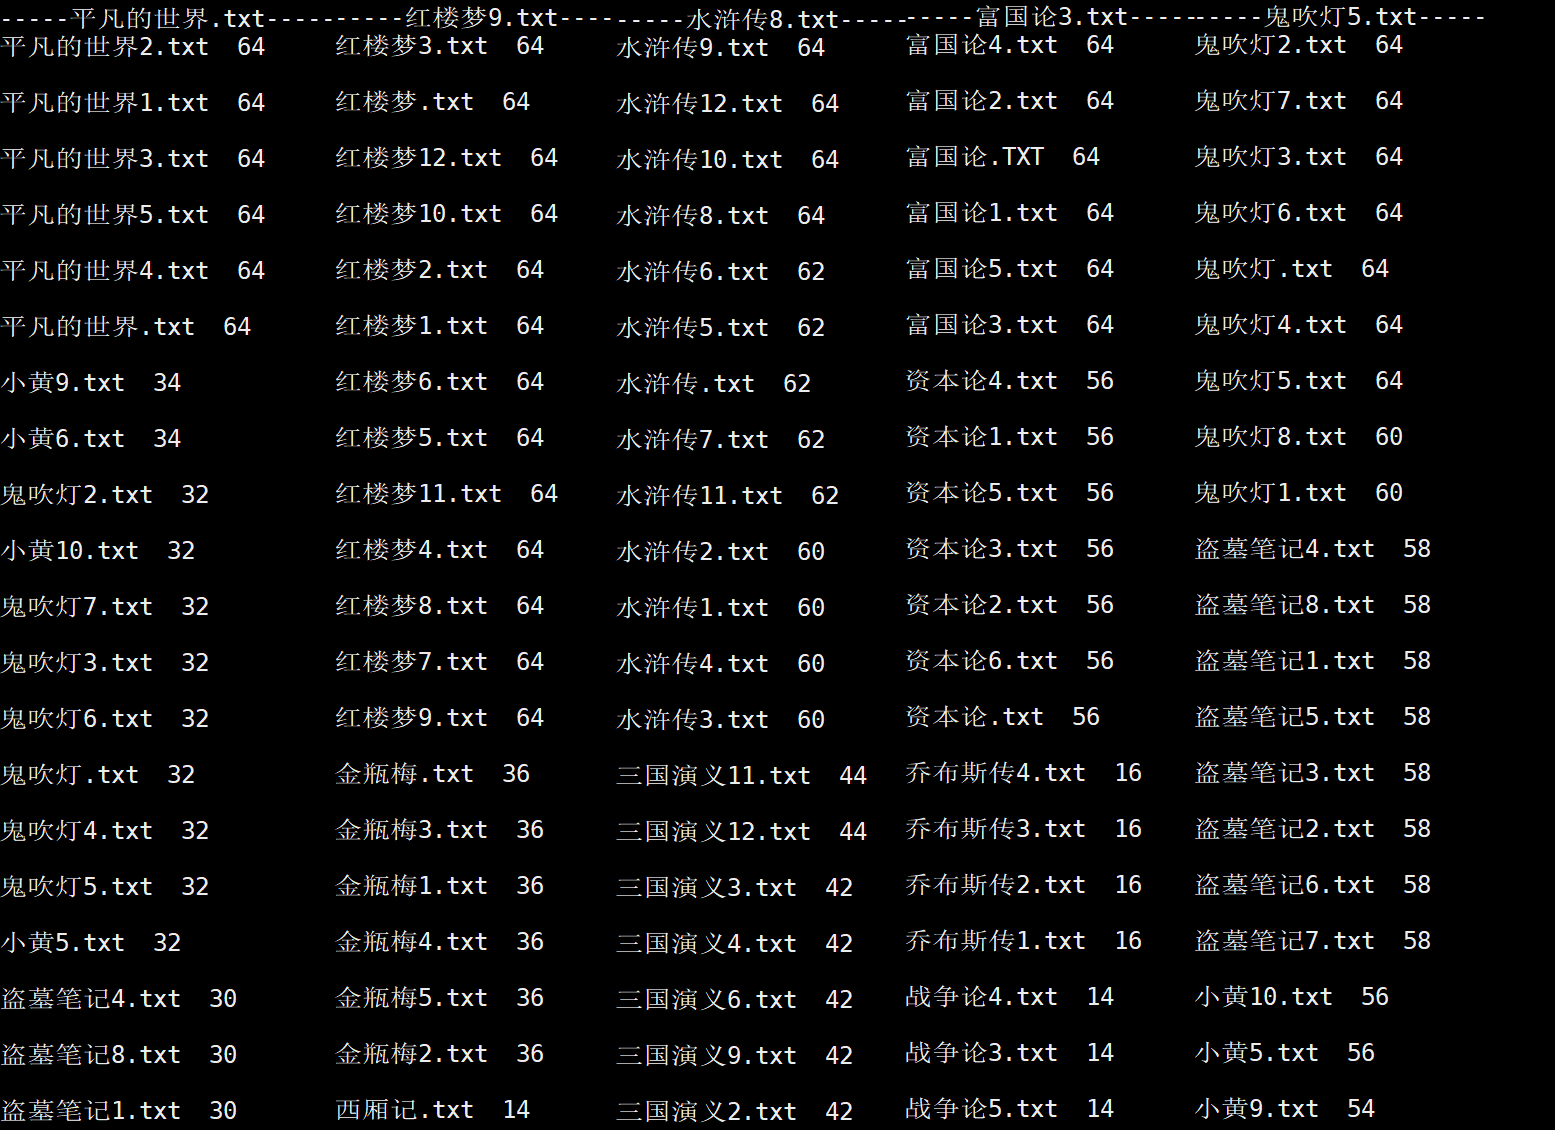 -----平凡的世界.txt----------红楼梦9.txt---------水浒传8.txt----------富国论3.txt----------鬼吹灯5.txt-----
平凡的世界2.txt  64  红楼梦3.txt  64  水浒传9.txt  64  富国论4.txt  64  鬼吹灯2.txt  64
平凡的世界1.txt  64  红楼梦.txt  64  水浒传12.txt  64  富国论2.txt  64  鬼吹灯7.txt  64
平凡的世界3.txt  64  红楼梦12.txt  64  水浒传10.txt  64  富国论.TXT  64  鬼吹灯3.txt  64
平凡的世界5.txt  64  红楼梦10.txt  64  水浒传8.txt  64  富国论1.txt  64  鬼吹灯6.txt  64
平凡的世界4.txt  64  红楼梦2.txt  64  水浒传6.txt  62  富国论5.txt  64  鬼吹灯.txt  64
平凡的世界.txt  64  红楼梦1.txt  64  水浒传5.txt  62  富国论3.txt  64  鬼吹灯4.txt  64
小黄9.txt  34  红楼梦6.txt  64  水浒传.txt  62  资本论4.txt  56  鬼吹灯5.txt  64
小黄6.txt  34  红楼梦5.txt  64  水浒传7.txt  62  资本论1.txt  56  鬼吹灯8.txt  60
鬼吹灯2.txt  32  红楼梦11.txt  64  水浒传11.txt  62  资本论5.txt  56  鬼吹灯1.txt  60
小黄10.txt  32  红楼梦4.txt  64  水浒传2.txt  60  资本论3.txt  56  盗墓笔记4.txt  58
鬼吹灯7.txt  32  红楼梦8.txt  64  水浒传1.txt  60  资本论2.txt  56  盗墓笔记8.txt  58
鬼吹灯3.txt  32  红楼梦7.txt  64  水浒传4.txt  60  资本论6.txt  56  盗墓笔记1.txt  58
鬼吹灯6.txt  32  红楼梦9.txt  64  水浒传3.txt  60  资本论.txt  56  盗墓笔记5.txt  58
鬼吹灯.txt  32  金瓶梅.txt  36  三国演义11.txt  44  乔布斯传4.txt  16  盗墓笔记3.txt  58
鬼吹灯4.txt  32  金瓶梅3.txt  36  三国演义12.txt  44  乔布斯传3.txt  16  盗墓笔记2.txt  58
鬼吹灯5.txt  32  金瓶梅1.txt  36  三国演义3.txt  42  乔布斯传2.txt  16  盗墓笔记6.txt  58
小黄5.txt  32  金瓶梅4.txt  36  三国演义4.txt  42  乔布斯传1.txt  16  盗墓笔记7.txt  58
盗墓笔记4.txt  30  金瓶梅5.txt  36  三国演义6.txt  42  战争论4.txt  14  小黄10.txt  56
盗墓笔记8.txt  30  金瓶梅2.txt  36  三国演义9.txt  42  战争论3.txt  14  小黄5.txt  56
盗墓笔记1.txt  30  西厢记.txt  14  三国演义2.txt  42  战争论5.txt  14  小黄9.txt  54